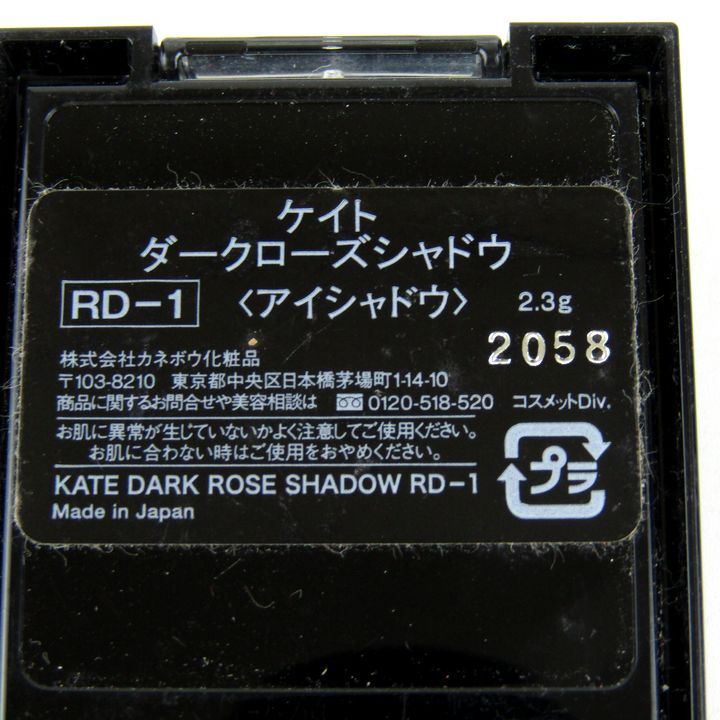 ケイト
ダークローズシャドウ
RD-1 〈アイシャドウ〉 2.3g
2058
株式会社カネボウ化粧品
〒103-8210 東京都中央区日本橋茅場町1-14-10
商品に関するお問合せや美容相談は 0120-518-520 コスメットDiv.
お肌に異常が生じていないかよく注意してご使用ください。
お肌に合わない時はご使用をおやめください。
プラ
KATE DARK ROSE SHADOW RD-1
Made in Japan